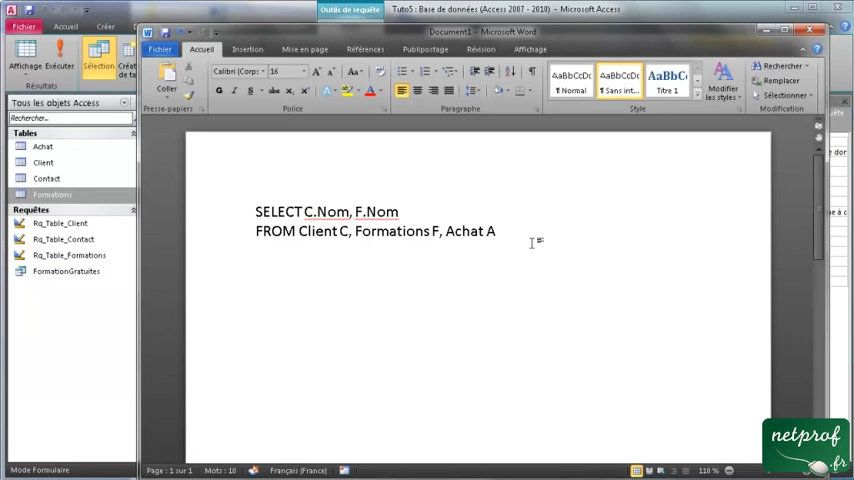 Outils de requête
Tuto5 : Base de données (Access 2007 - 2010) - Microsoft Access
Fichier
Accueil
Créer
Affichage
Exécuter
Sélection
Résultats
Document1 - Microsoft Word
Fichier
Accueil
Insertion
Mise en page
Références
Publipostage
Révision
Affichage
Coller
Presse-papiers
Calibri (Corps)
16
G I S
Police
Paragraphe
AaBbCcDc
¶ Normal
AaBbCcDc
¶ Sans int...
AaBbC
Titre 1
Modifier
les styles
Style
Rechercher
Remplacer
Sélectionner
Modification
Tous les objets Access
Rechercher...
Tables
Achat
Client
Contact
Formations
Requêtes
Rq_Table_Client
Rq_Table_Contact
Rq_Table_Formations
FormationGratuites
SELECT C.Nom, F.Nom
FROM Client C, Formations F, Achat A
Page : 1 sur 1
Mots : 10
Français (France)
110 %
Mode Formulaire
netprof
.fr